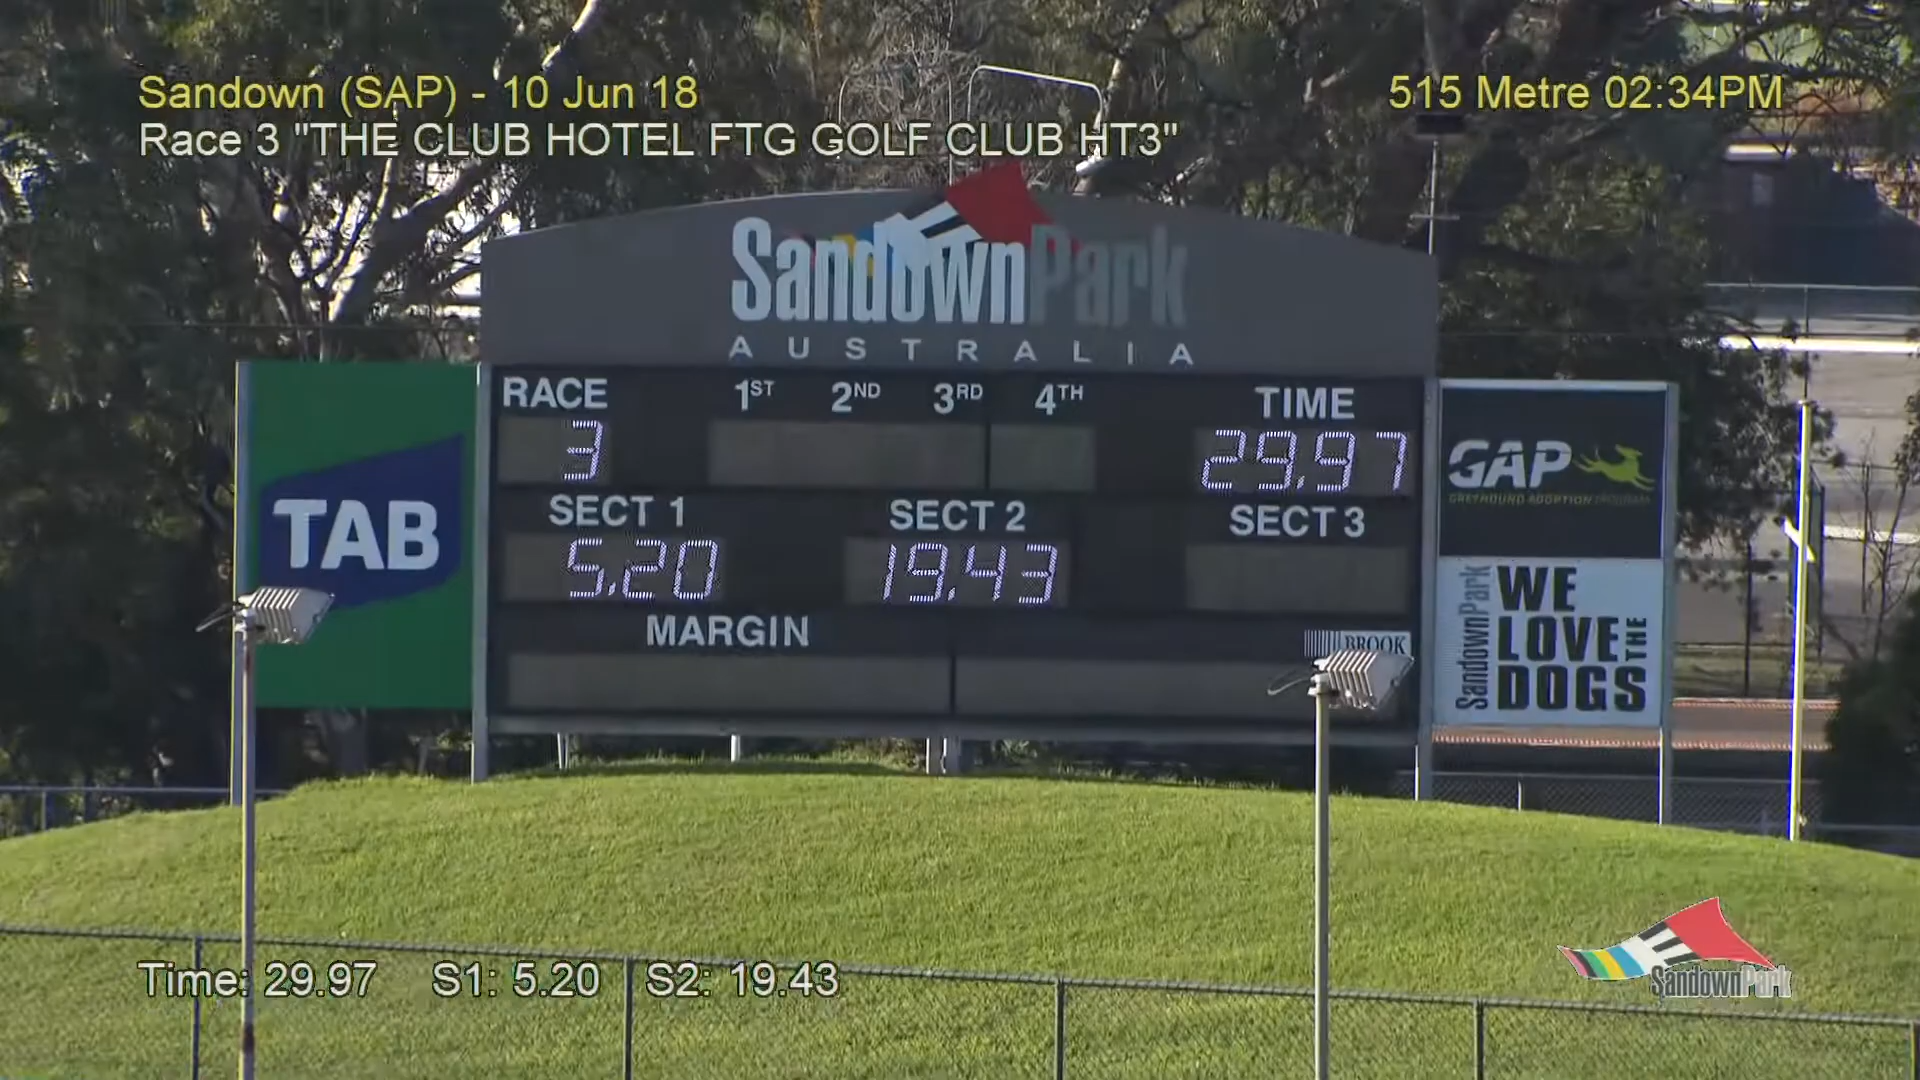 Sandown (SAP) - 10 Jun 18
515 Metre 02:34PM
Race 3 "THE CLUB HOTEL FTG GOLF CLUB HT3"
SandownPark
AUSTRALIA
RACE 1ST 2ND 3RD 4TH TIME
3 29.97
SECT 1 SECT 2 SECT 3
5.20 19.43
MARGIN
BROOK
TAB
GAP
GREYHOUND ADOPTION PROGRAM
SandownPark
WE
LOVE THE
DOGS
Time: 29.97 S1: 5.20 S2: 19.43
SandownPark